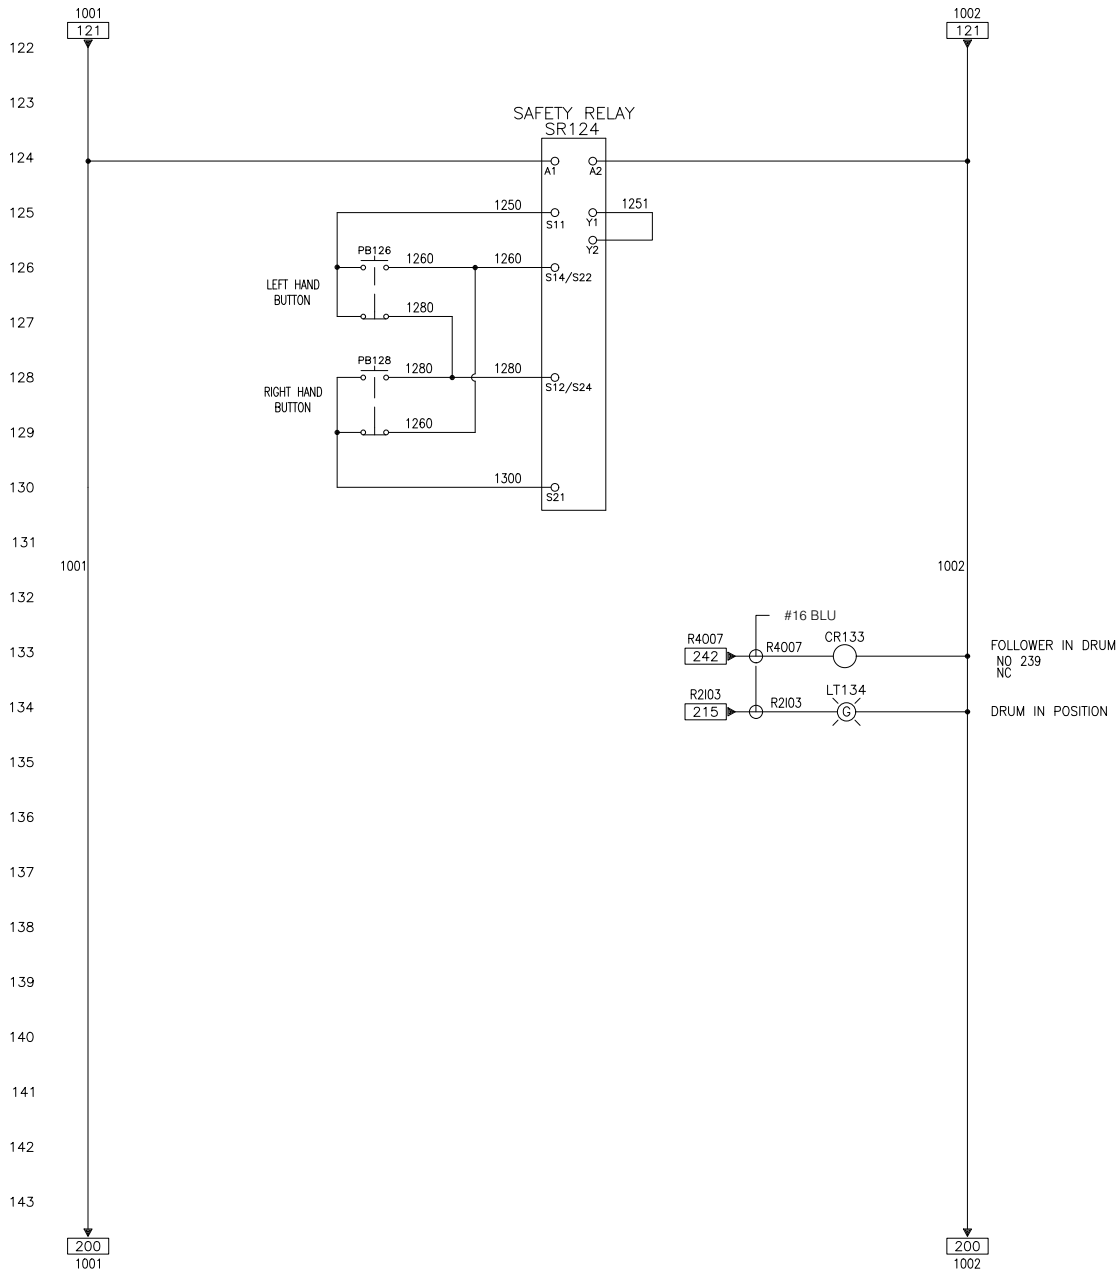 1001
1002
121
121
122
123
SAFETY RELAY
SR124
124
A1
A2
125
1250
S11
Y1
1251
Y2
126
PB126
1260
1260
S14/S22
LEFT HAND
BUTTON
127
1280
128
PB128
1280
1280
S12/S24
RIGHT HAND
BUTTON
129
1260
130
1300
S21
131
1001
1002
132
#16 BLU
133
R4007
242
R4007
CR133
FOLLOWER IN DRUM
NO 239
NC
134
R2I03
215
R2I03
LT134
G
DRUM IN POSITION
135
136
137
138
139
140
141
142
143
200
200
1001
1002